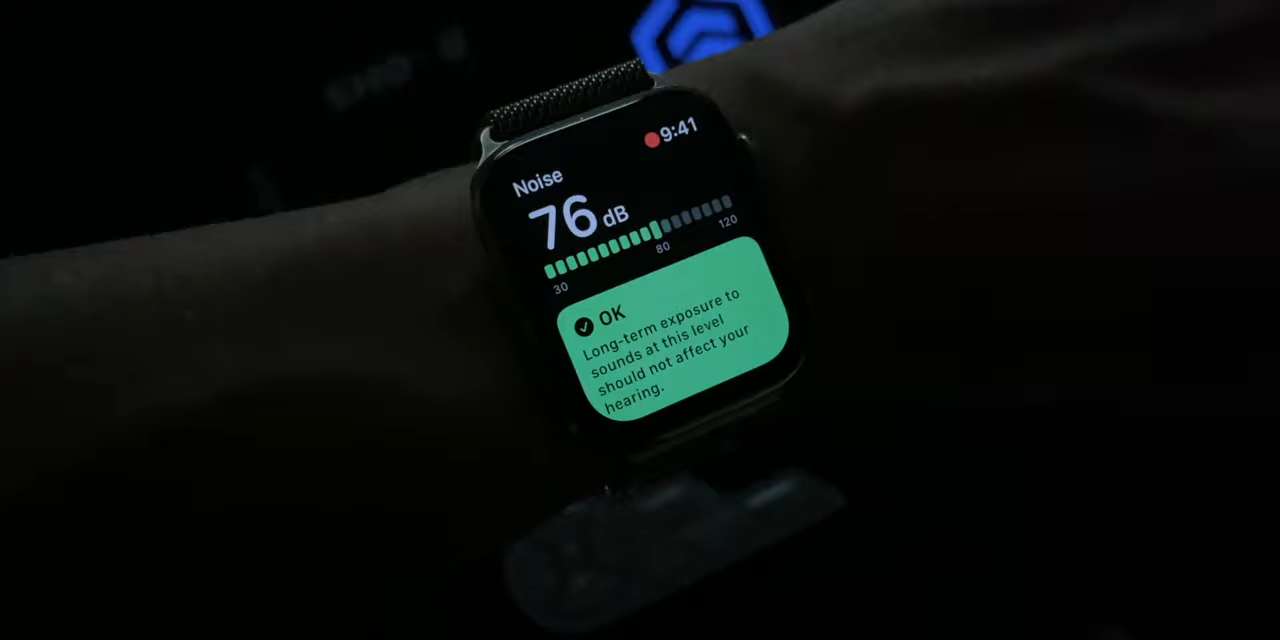 9:41
Noise
76 dB
30
80
120
OK
Long-term exposure to
sounds at this level
should not affect your
hearing.